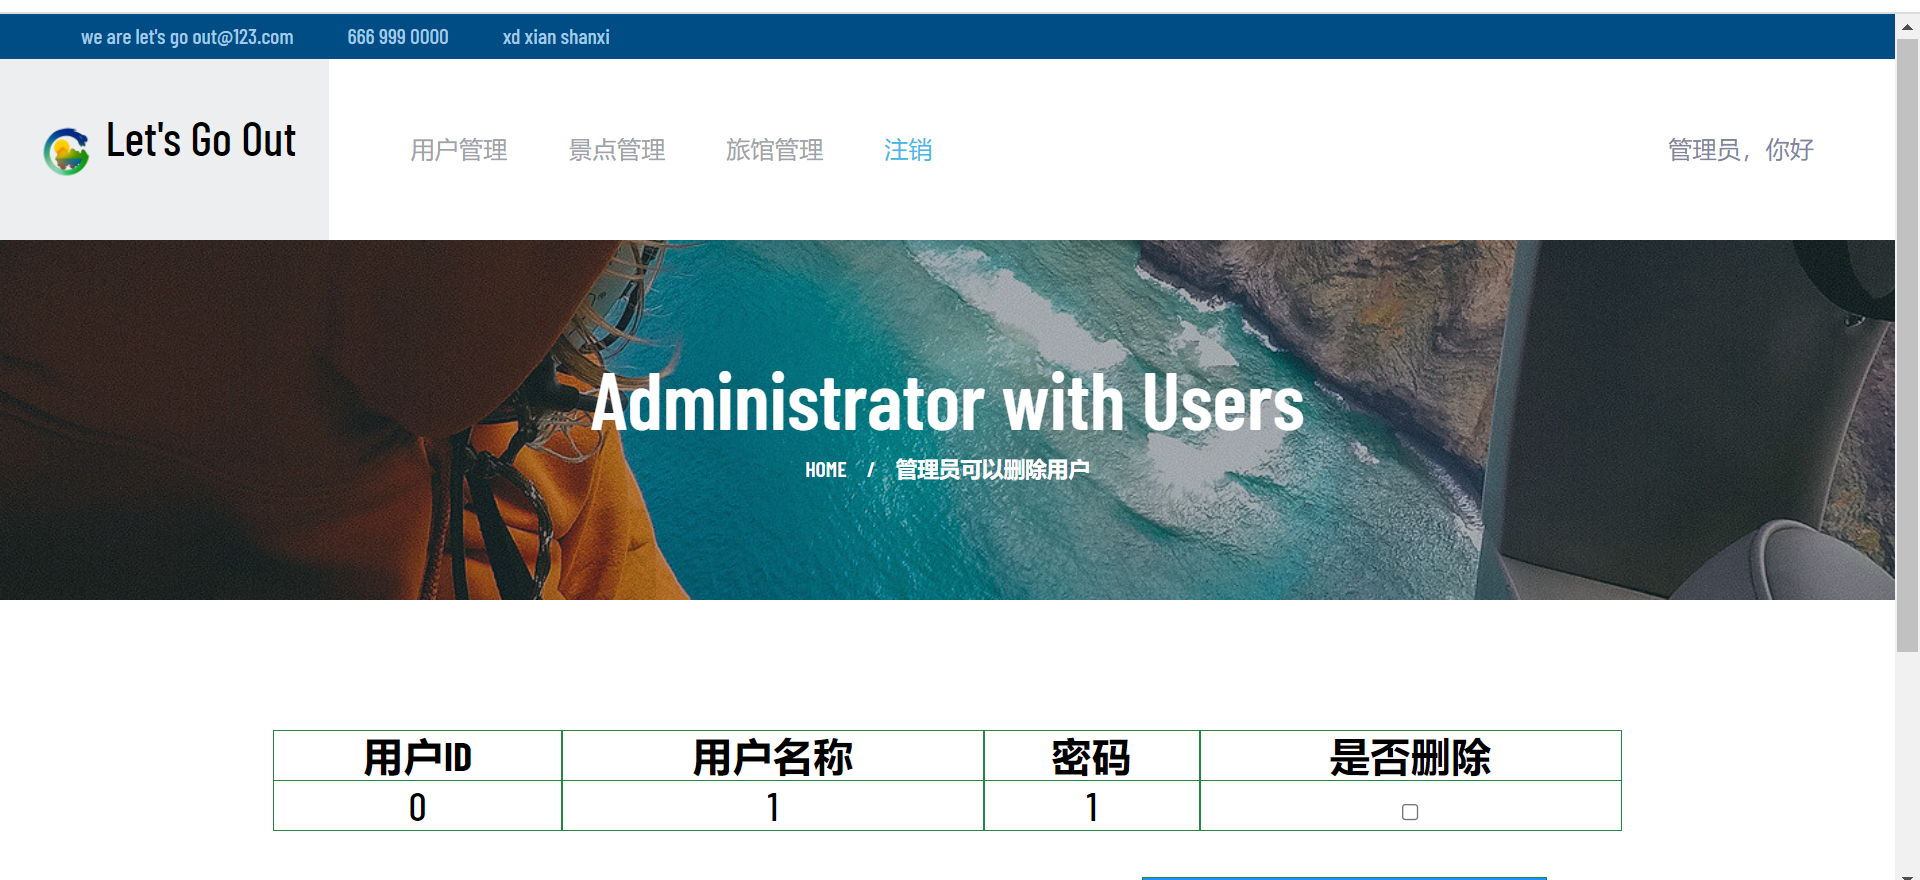 we are let's go out@123.com 666 999 0000 xd xian shanxi
Let's Go Out 用户管理 景点管理 旅馆管理 注销 管理员，你好
Administrator with Users
HOME / 管理员可以删除用户
用户ID 用户名称 密码 是否删除
0 1 1